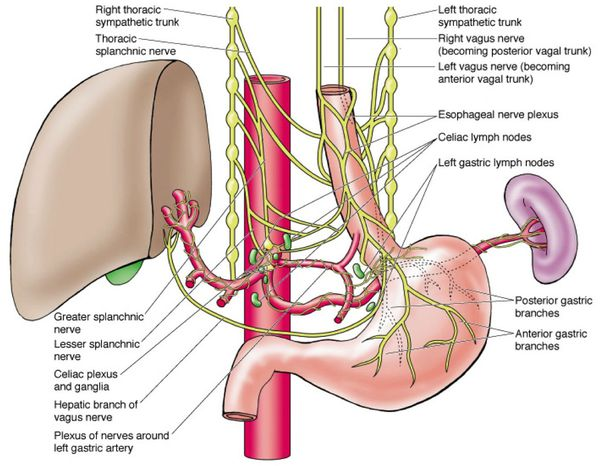 Right thoracic
sympathetic trunk
Thoracic
splanchnic nerve
Left thoracic
sympathetic trunk
Right vagus nerve
(becoming posterior vagal trunk)
Left vagus nerve (becoming
anterior vagal trunk)
Esophageal nerve plexus
Celiac lymph nodes
Left gastric lymph nodes
Greater splanchnic
nerve
Lesser splanchnic
nerve
Celiac plexus
and ganglia
Hepatic branch of
vagus nerve
Plexus of nerves around
left gastric artery
Posterior gastric
branches
Anterior gastric
branches